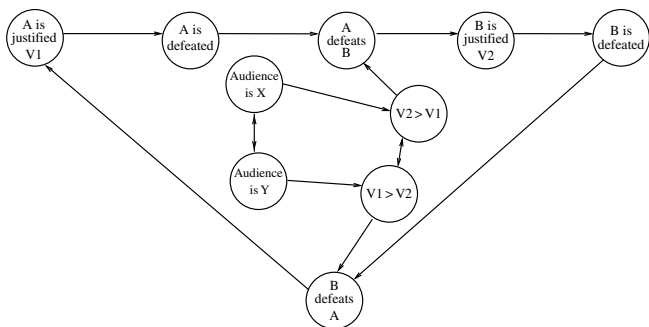 A is
justified
V1
A is
defeated
A
defeats
B
B is
justified
V2
B is
defeated
Audience
is X
V2 > V1
Audience
is Y
V1 > V2
B
defeats
A